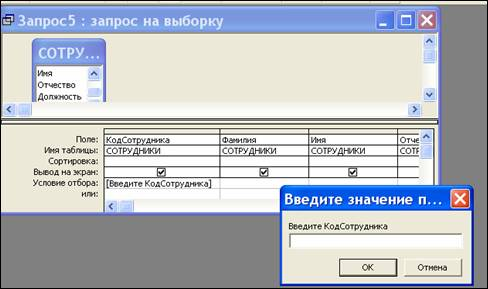 Запрос5 : запрос на выборку
СОТРУ...
Имя
Отчество
Должность
Поле: КодСотрудника Фамилия Имя Отче
Имя таблицы: СОТРУДНИКИ СОТРУДНИКИ СОТРУДНИКИ СОТР
Сортировка:
Вывод на экран:
Условие отбора: [Введите КодСотрудника]
или:
Введите значение п...
Введите КодСотрудника
OK Отмена